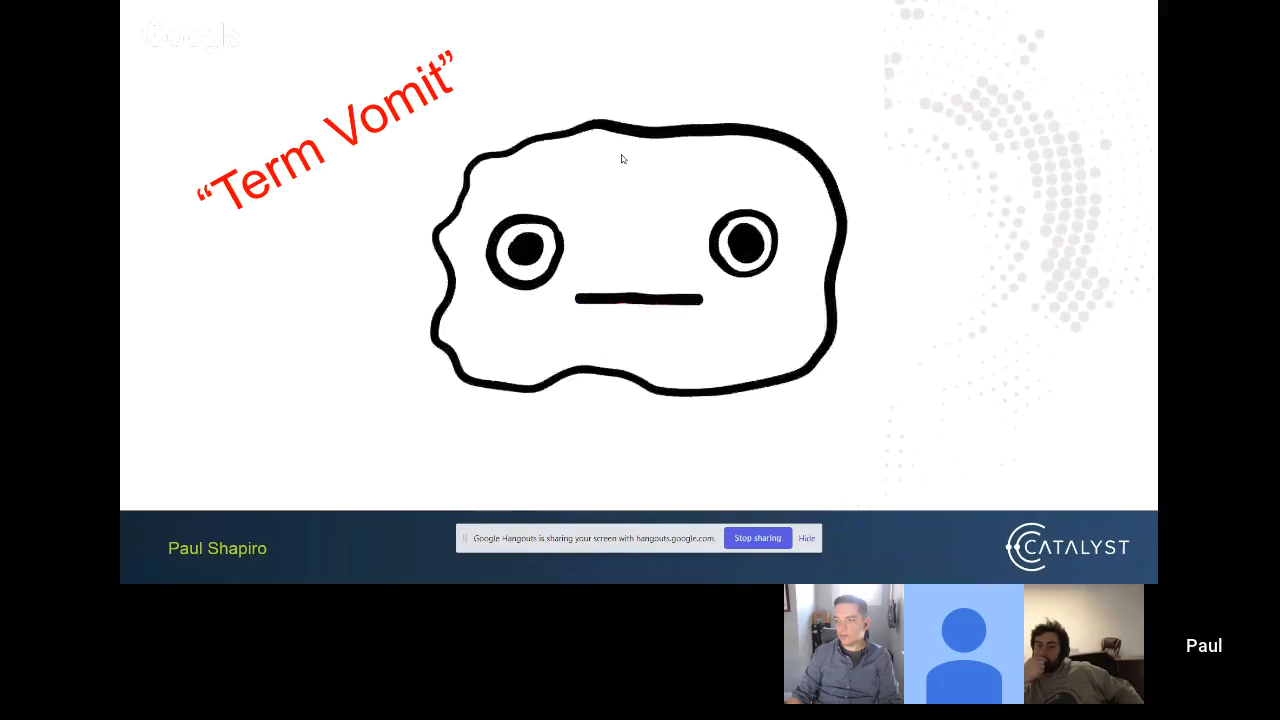 Google
“Term Vomit”
Paul Shapiro
Google Hangouts is sharing your screen with hangouts.google.com.
Stop sharing
Hide
CATALYST
Paul